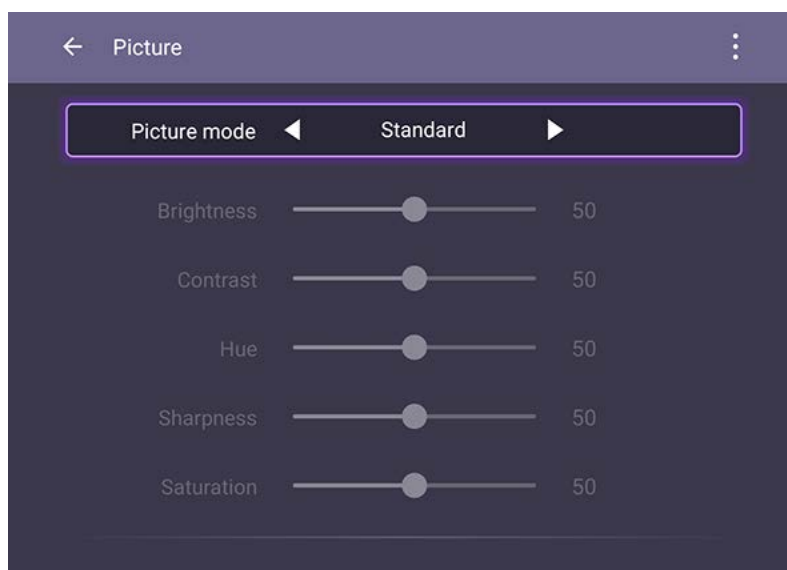 Picture
Picture mode Standard
Brightness 50
Contrast 50
Hue 50
Sharpness 50
Saturation 50